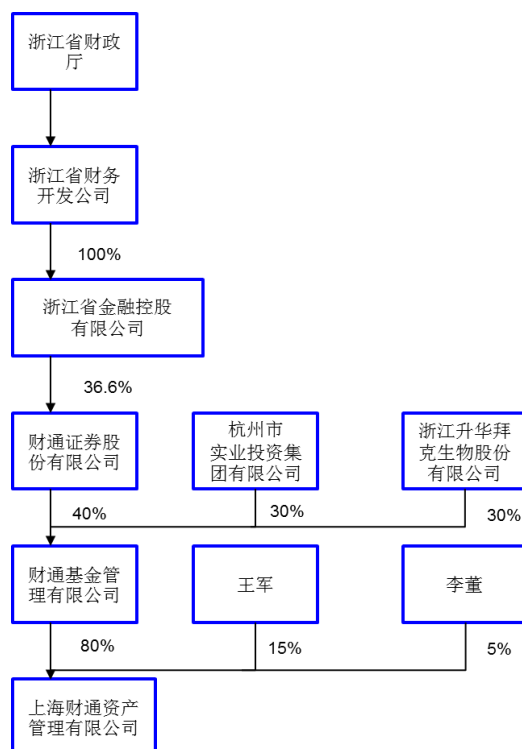 浙江省财政
厅
浙江省财务
开发公司
100%
浙江省金融控股
有限公司
36.6%
财通证券股
份有限公司
杭州市
实业投资集
团有限公司
浙江升华拜
克生物股份
有限公司
40%
30%
30%
财通基金管
理有限公司
王军
李董
80%
15%
5%
上海财通资产
管理有限公司